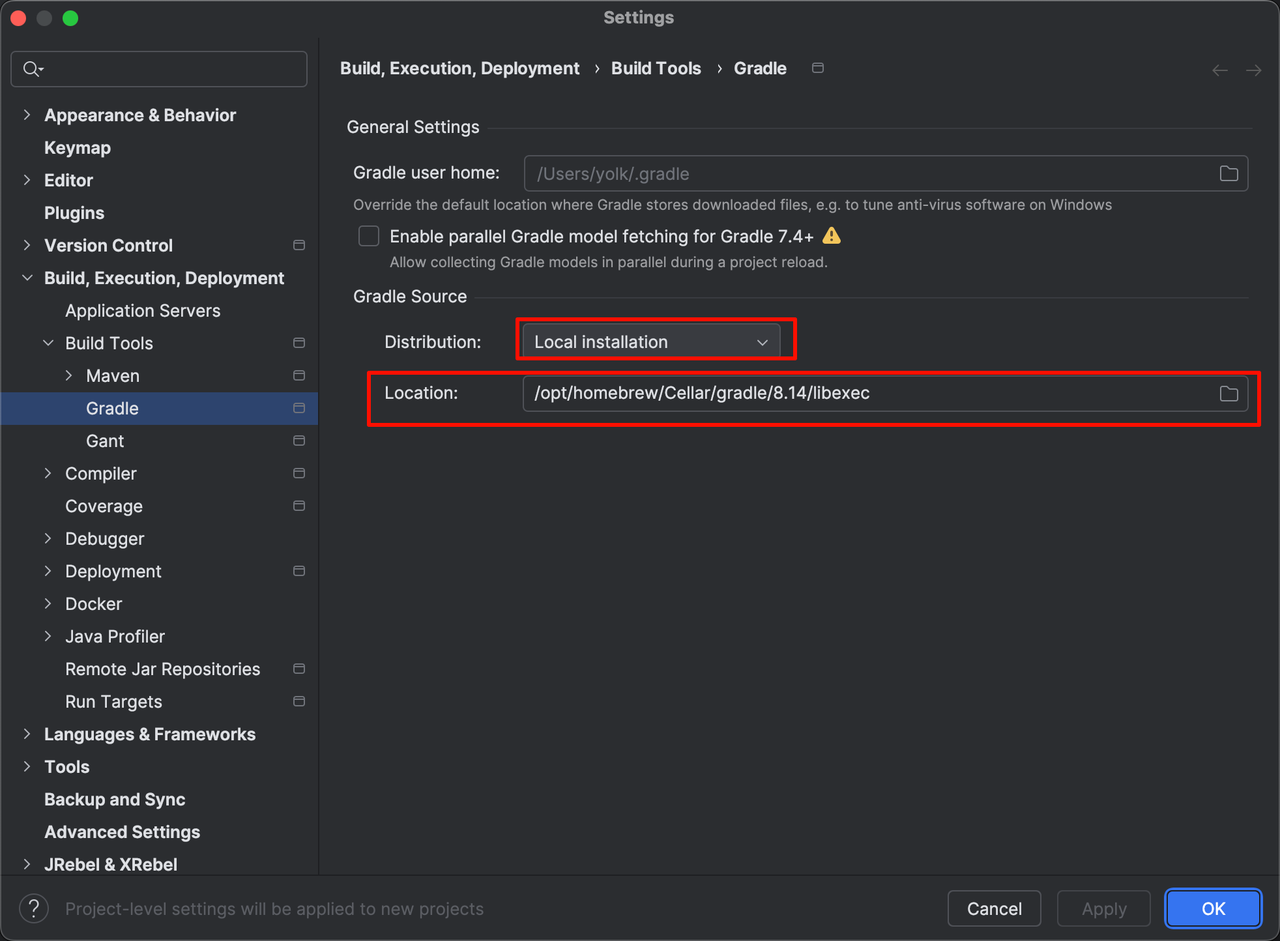 Settings
Build, Execution, Deployment › Build Tools › Gradle
Appearance & Behavior
Keymap
Editor
Plugins
Version Control
Build, Execution, Deployment
Application Servers
Build Tools
Maven
Gradle
Gant
Compiler
Coverage
Debugger
Deployment
Docker
Java Profiler
Remote Jar Repositories
Run Targets
Languages & Frameworks
Tools
Backup and Sync
Advanced Settings
JRebel & XRebel
General Settings
Gradle user home: /Users/yolk/.gradle
Override the default location where Gradle stores downloaded files, e.g. to tune anti-virus software on Windows
Enable parallel Gradle model fetching for Gradle 7.4+
Allow collecting Gradle models in parallel during a project reload.
Gradle Source
Distribution: Local installation
Location: /opt/homebrew/Cellar/gradle/8.14/libexec
? Project-level settings will be applied to new projects
Cancel Apply OK